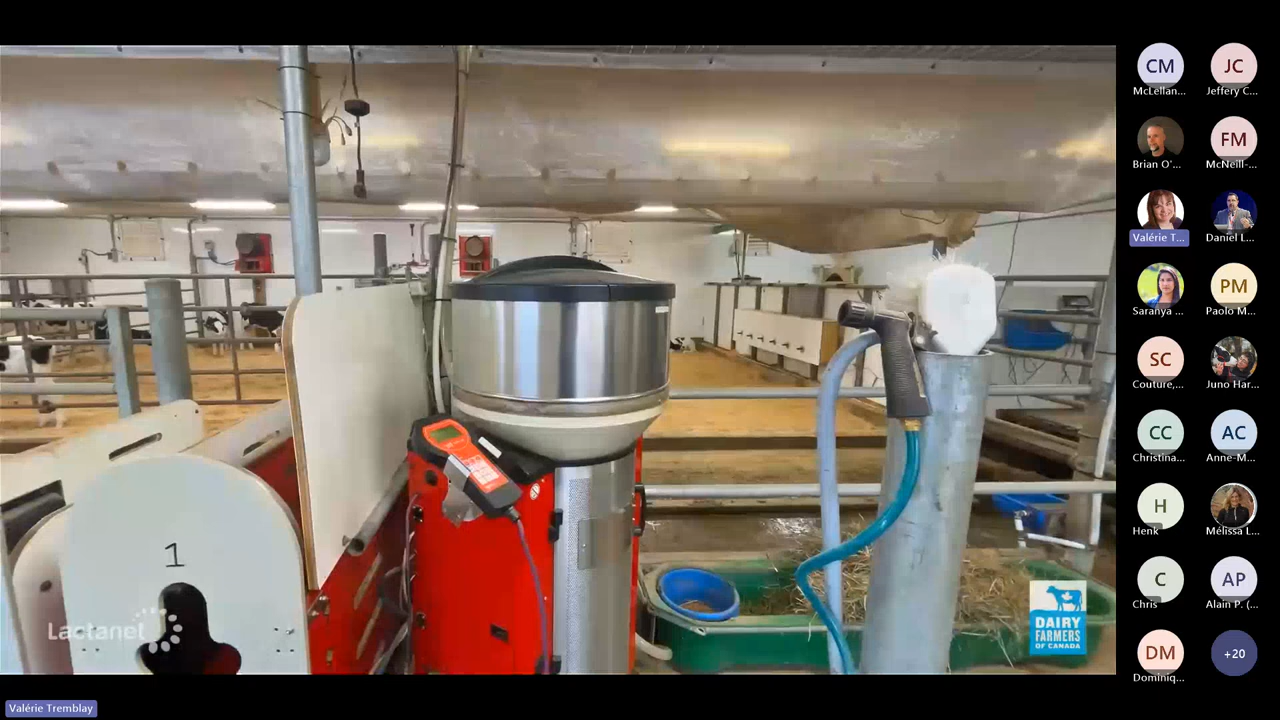 1
Lactanet
DAIRY
FARMERS
OF CANADA
CM
McLellan...
JC
Jeffery C...
Brian O'...
FM
McNeill-...
Valérie T...
Daniel L...
Saranya ...
PM
Paolo M...
SC
Couture,...
Juno Har...
CC
Christina...
AC
Anne-M...
H
Henk
Mélissa L...
C
Chris
AP
Alain P. (...
DM
Dominiq...
+20
Valérie Tremblay